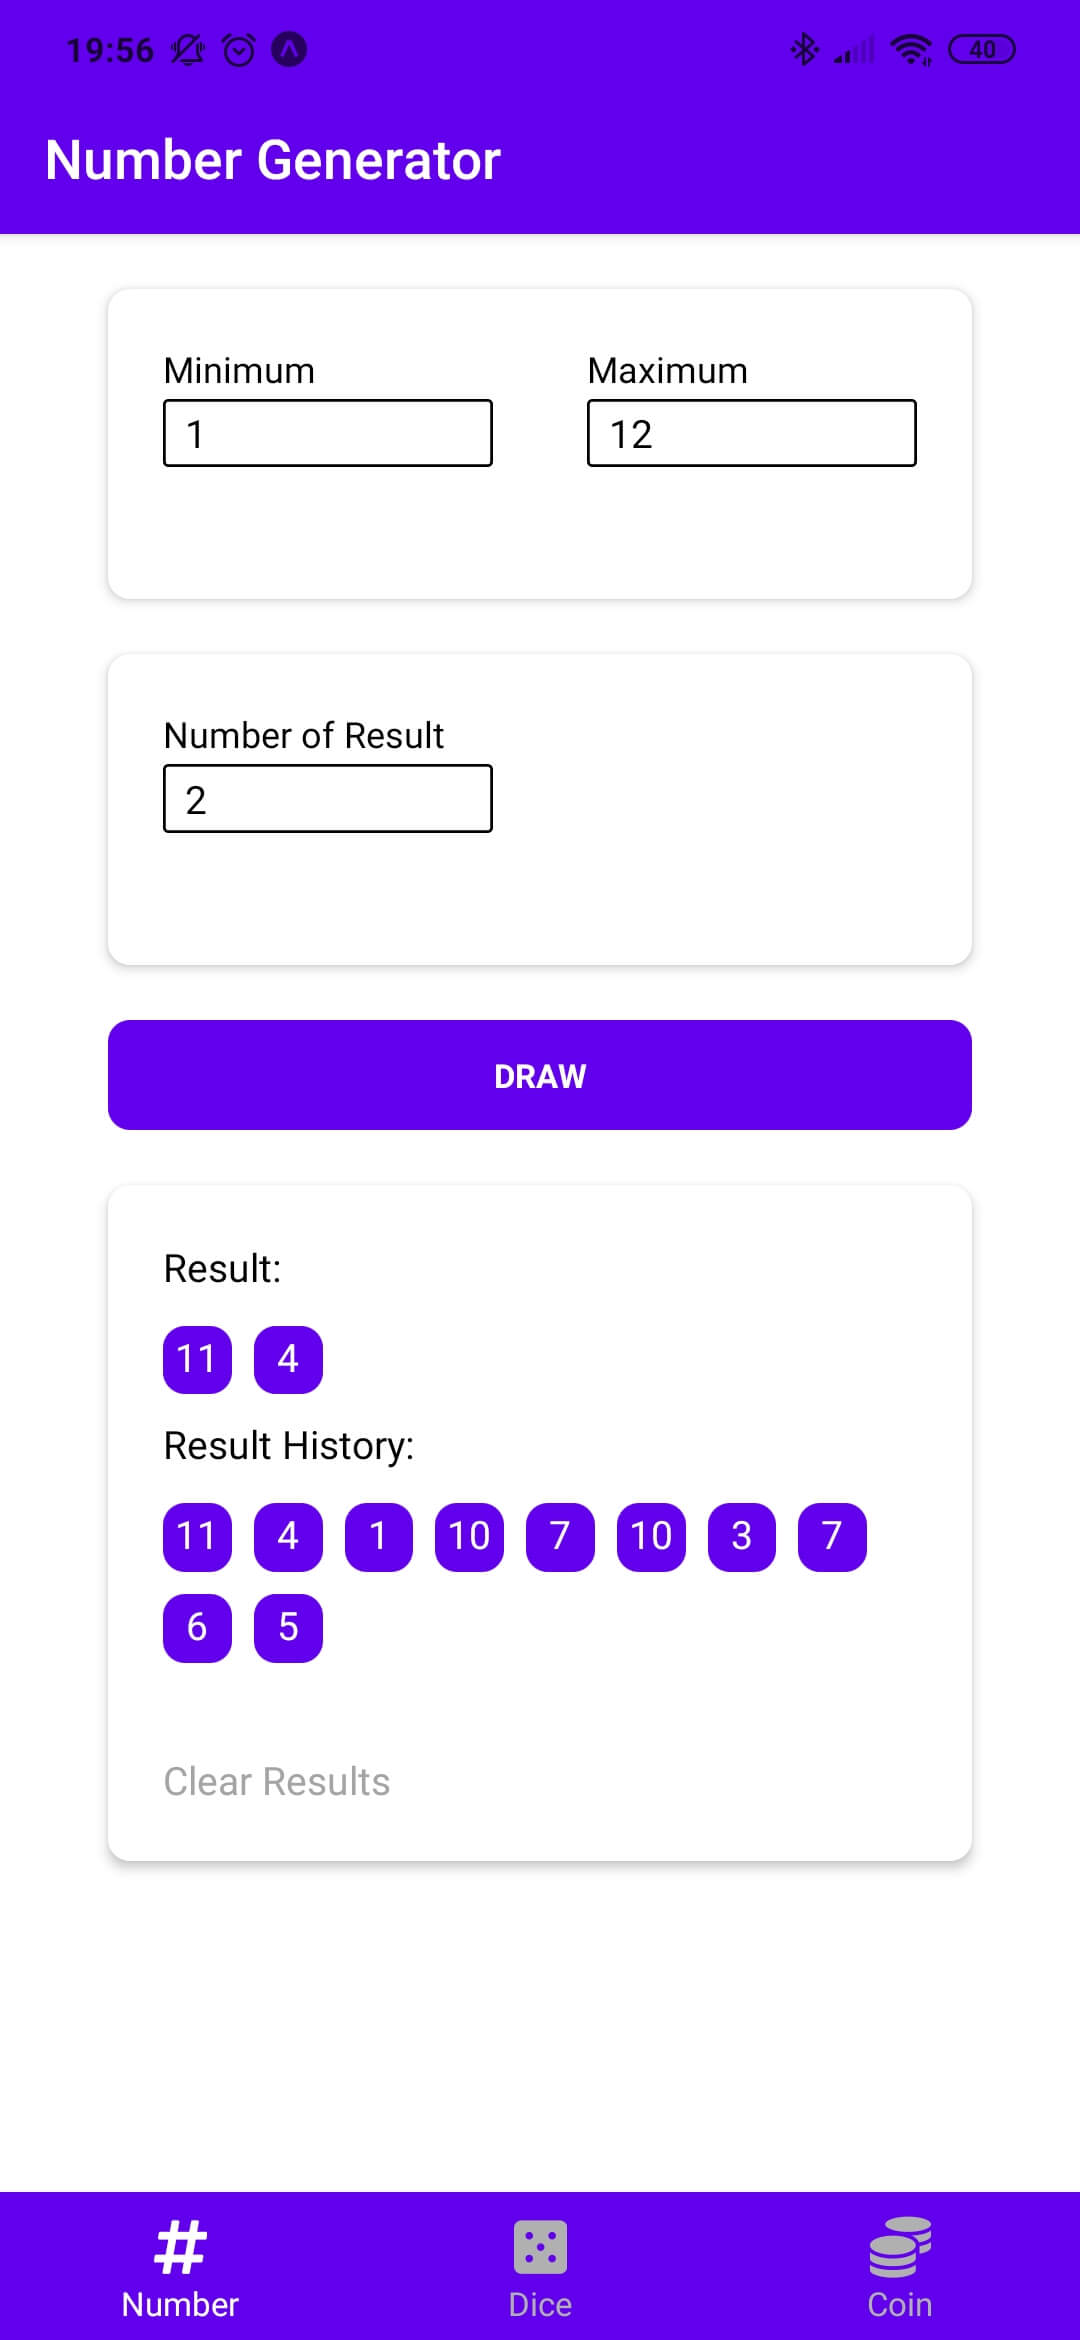 19:56 40
Number Generator
Minimum Maximum
1 12
Number of Result
2
DRAW
Result:
11 4
Result History:
11 4 1 10 7 10 3 7
6 5
Clear Results
Number Dice Coin